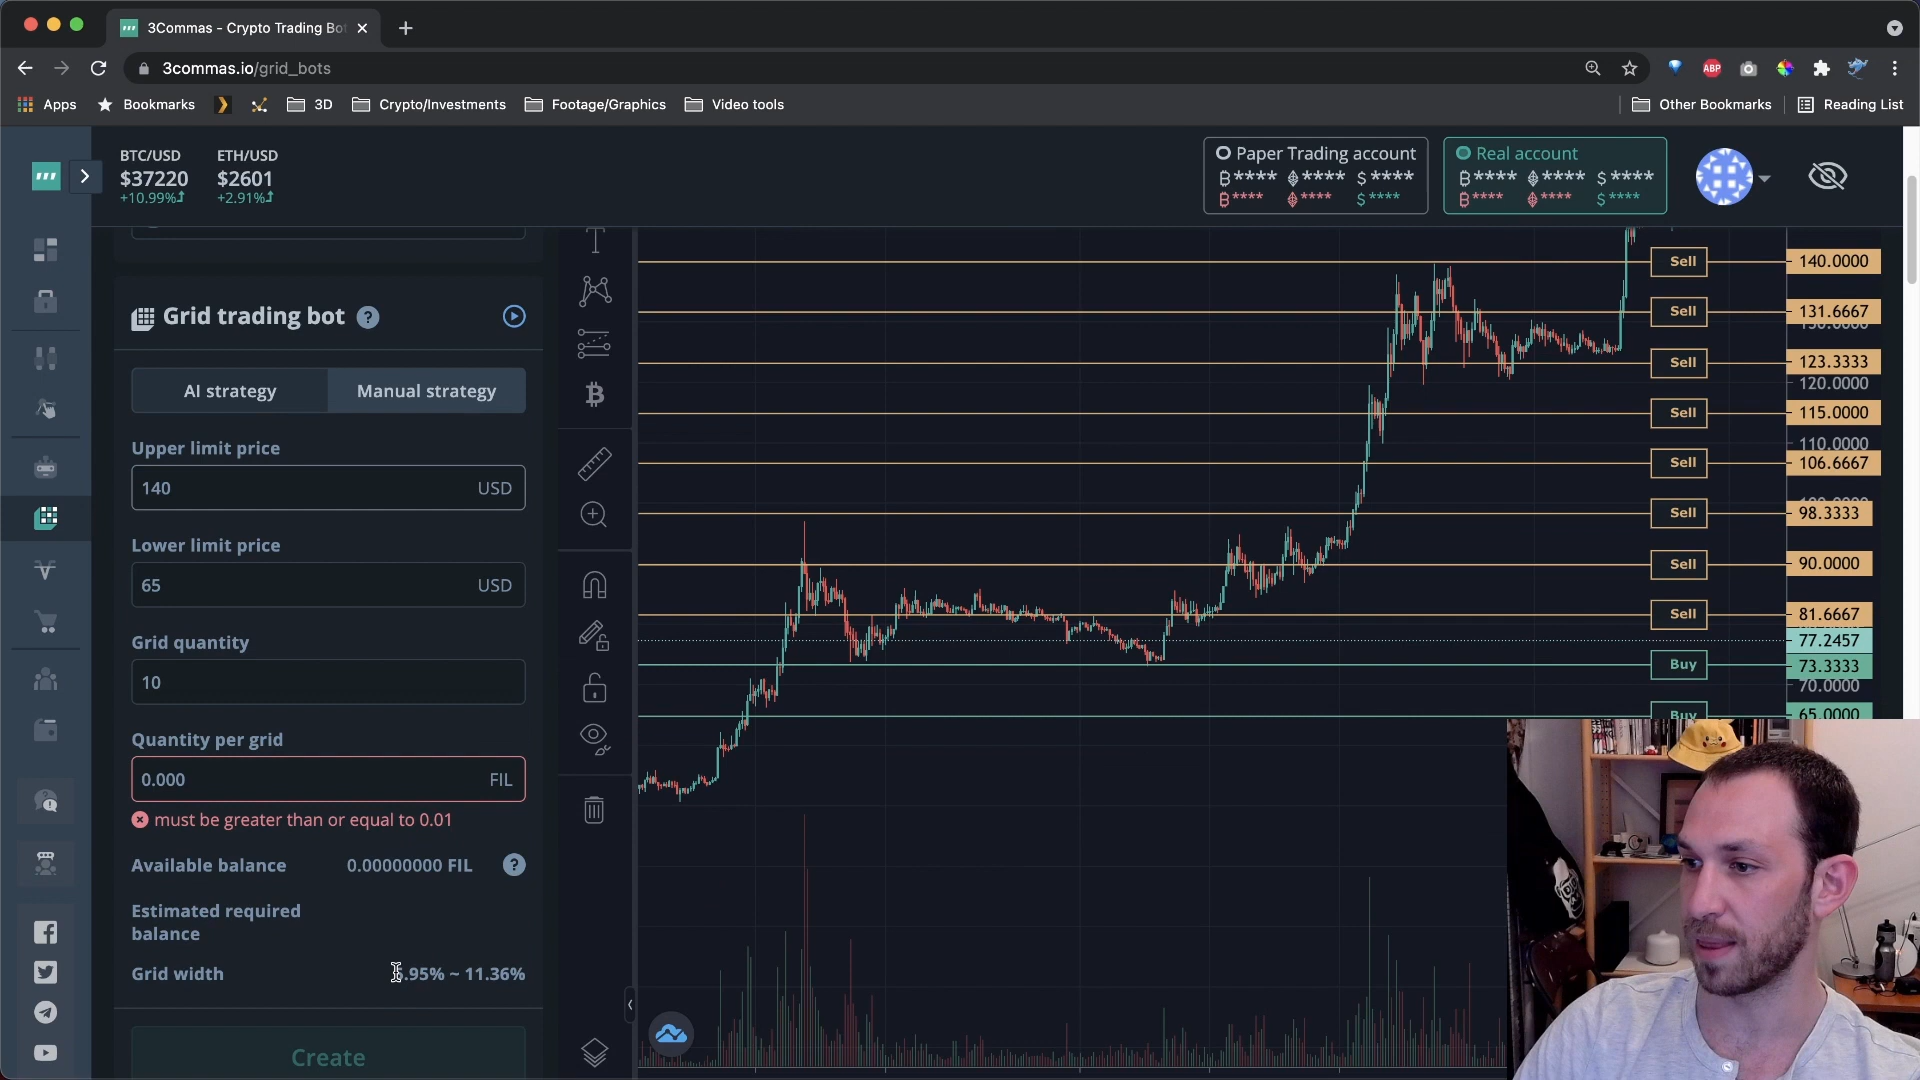 3Commas - Crypto Trading Bo
3commas.io/grid_bots
ABP
Apps
Bookmarks
3D
Crypto/Investments
Footage/Graphics
Video tools
Other Bookmarks
Reading List
BTC/USD
$37220
+10.99%
ETH/USD
$2601
+2.91%
Paper Trading account
**** **** $ ****
**** **** $ ****
Real account
**** **** $ ****
**** **** $ ****
Grid trading bot ?
AI strategy
Manual strategy
Upper limit price
140 USD
Lower limit price
65 USD
Grid quantity
10
Quantity per grid
0.000 FIL
must be greater than or equal to 0.01
Available balance 0.00000000 FIL ?
Estimated required
balance
Grid width .95% ~ 11.36%
Create
Sell 140.0000
Sell 131.6667
Sell 123.3333
120.0000
Sell 115.0000
110.0000
Sell 106.6667
Sell 98.3333
Sell 90.0000
Sell 81.6667
77.2457
Buy 73.3333
70.0000
Buy 65.0000